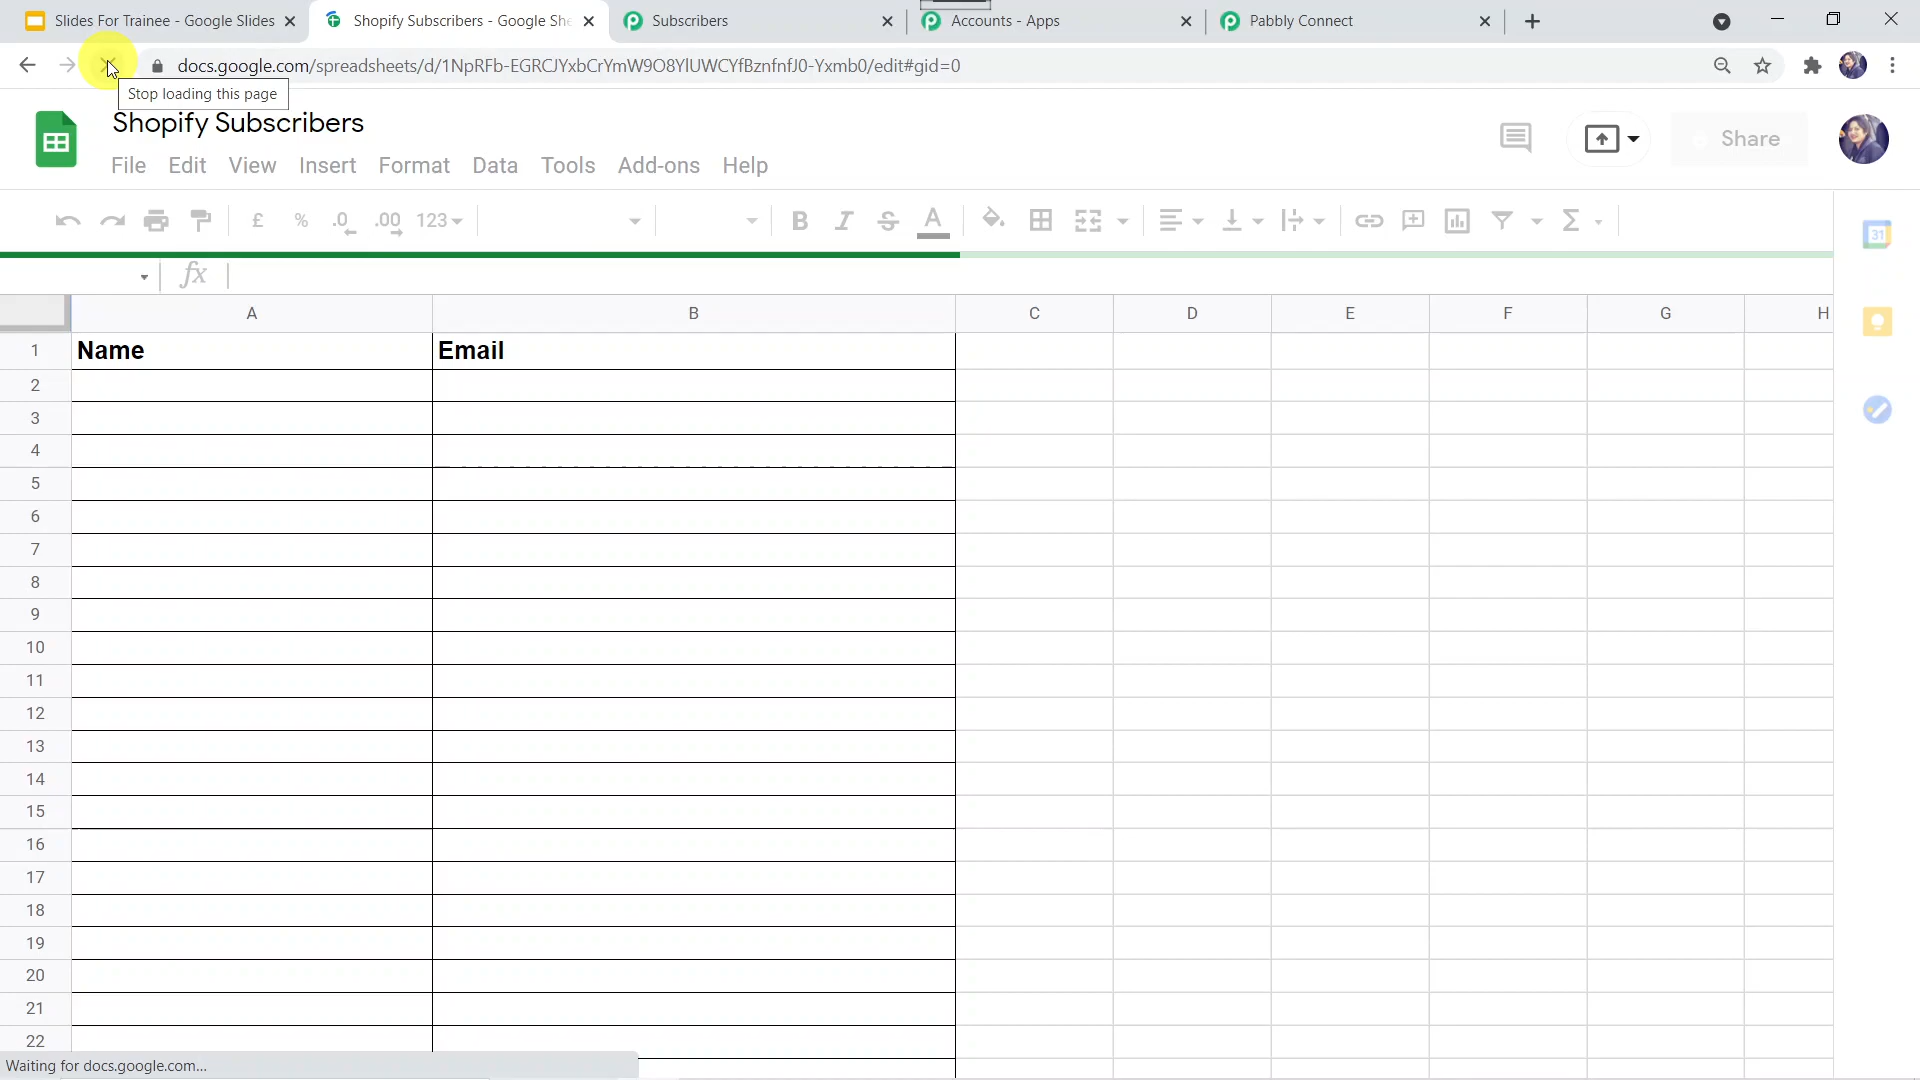 Slides For Trainee - Google Slides
Shopify Subscribers - Google She
Subscribers
Accounts - Apps
Pabbly Connect
docs.google.com/spreadsheets/d/1NpRFb-EGRCJYxbCrYmW9O8YlUWCYfBznfnfJ0-Yxmb0/edit#gid=0
Stop loading this page
Shopify Subscribers
File Edit View Insert Format Data Tools Add-ons Help
Share
£ % .0 .00 123
B I S A Σ
31
fx
A B C D E F G H
1 Name Email
2
3
4
5
6
7
8
9
10
11
12
13
14
15
16
17
18
19
20
21
22
Waiting for docs.google.com...